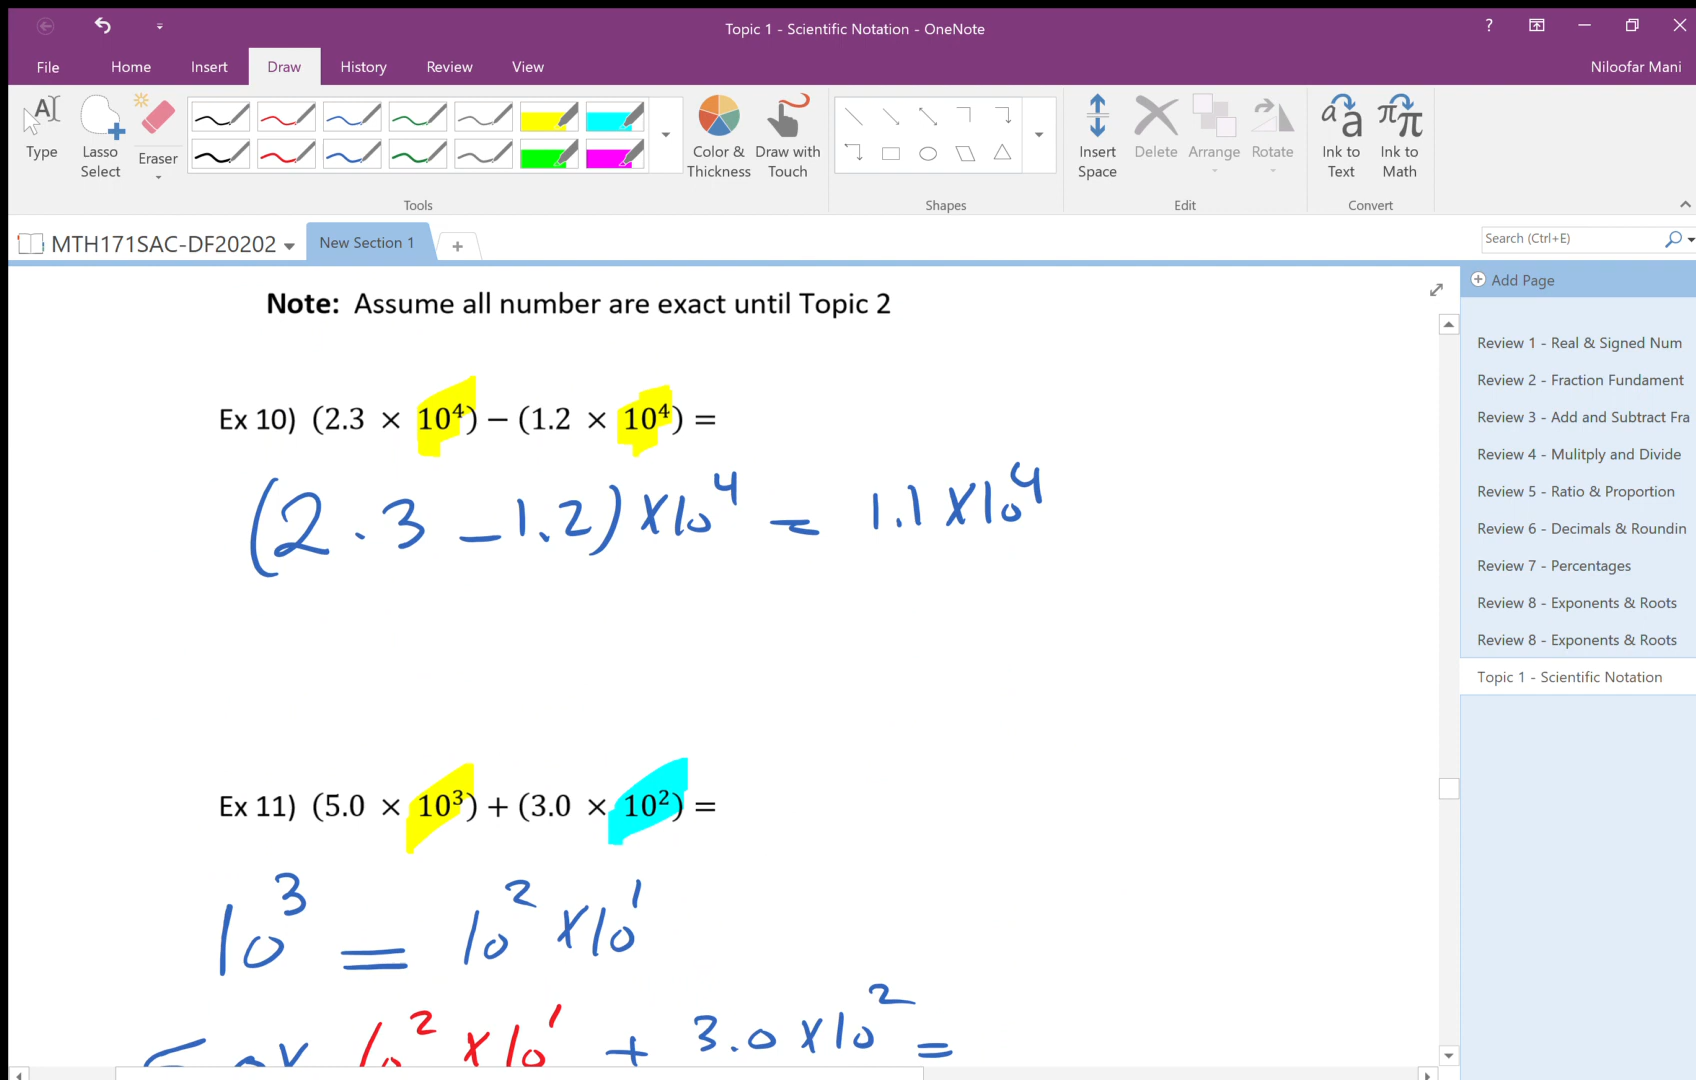 Topic 1 - Scientific Notation - OneNote
?
File Home Insert Draw History Review View
Niloofar Mani
Type
Lasso Select
Eraser
Color & Thickness
Draw with Touch
Insert Space
Delete
Arrange
Rotate
Ink to Text
Ink to Math
Tools
Shapes
Edit
Convert
MTH171SAC-DF20202
New Section 1
+
Search (Ctrl+E)
Add Page
Review 1 - Real & Signed Num
Review 2 - Fraction Fundament
Review 3 - Add and Subtract Fra
Review 4 - Mulitply and Divide
Review 5 - Ratio & Proportion
Review 6 - Decimals & Roundin
Review 7 - Percentages
Review 8 - Exponents & Roots
Review 8 - Exponents & Roots
Topic 1 - Scientific Notation
Note: Assume all number are exact until Topic 2
Ex 10) (2.3 × 10⁴) − (1.2 × 10⁴) =
(2.3 − 1.2) × 10⁴ = 1.1 × 10⁴
Ex 11) (5.0 × 10³) + (3.0 × 10²) =
10³ = 10² × 10¹
10² × 10¹ + 3.0 × 10² =